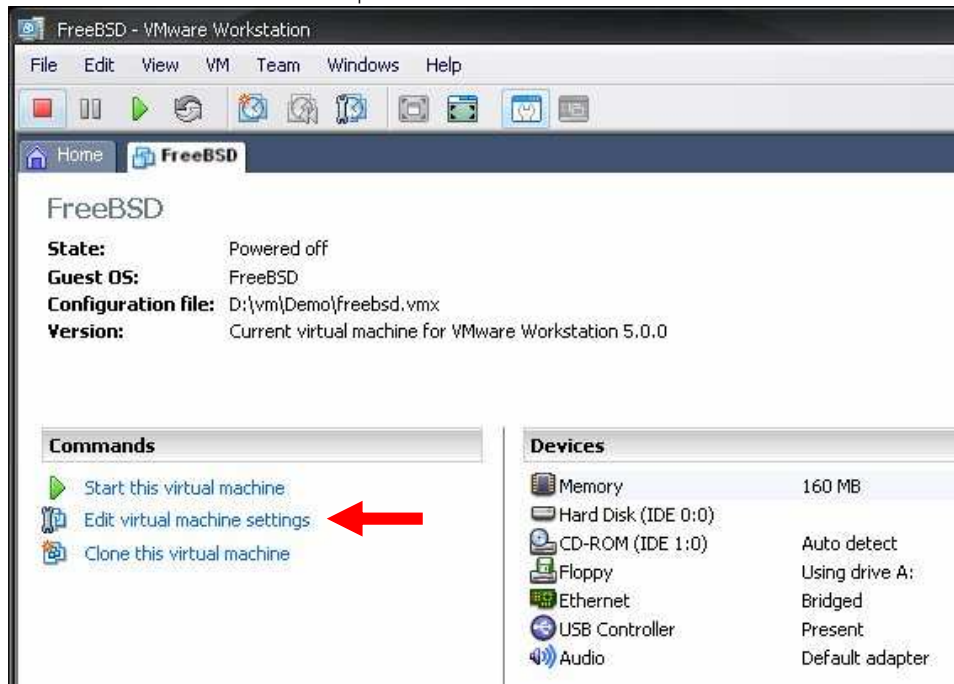 FreeBSD - VMware Workstation
File Edit View VM Team Windows Help
Home FreeBSD
FreeBSD
State: Powered off
Guest OS: FreeBSD
Configuration file: D:\vm\Demo\freebsd.vmx
Version: Current virtual machine for VMware Workstation 5.0.0
Commands
Start this virtual machine
Edit virtual machine settings
Clone this virtual machine
Devices
Memory 160 MB
Hard Disk (IDE 0:0)
CD-ROM (IDE 1:0) Auto detect
Floppy Using drive A:
Ethernet Bridged
USB Controller Present
Audio Default adapter